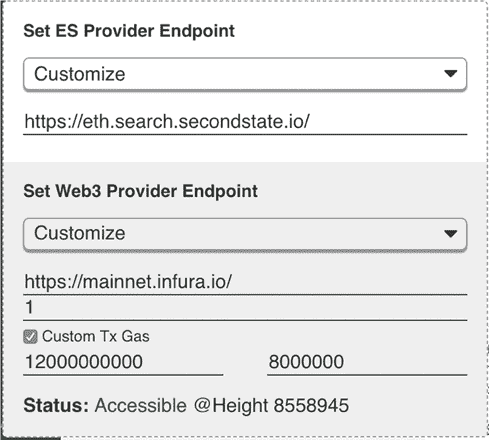 Set ES Provider Endpoint
Customize
https://eth.search.secondstate.io/
Set Web3 Provider Endpoint
Customize
https://mainnet.infura.io/
1
Custom Tx Gas
12000000000 8000000
Status: Accessible @Height 8558945